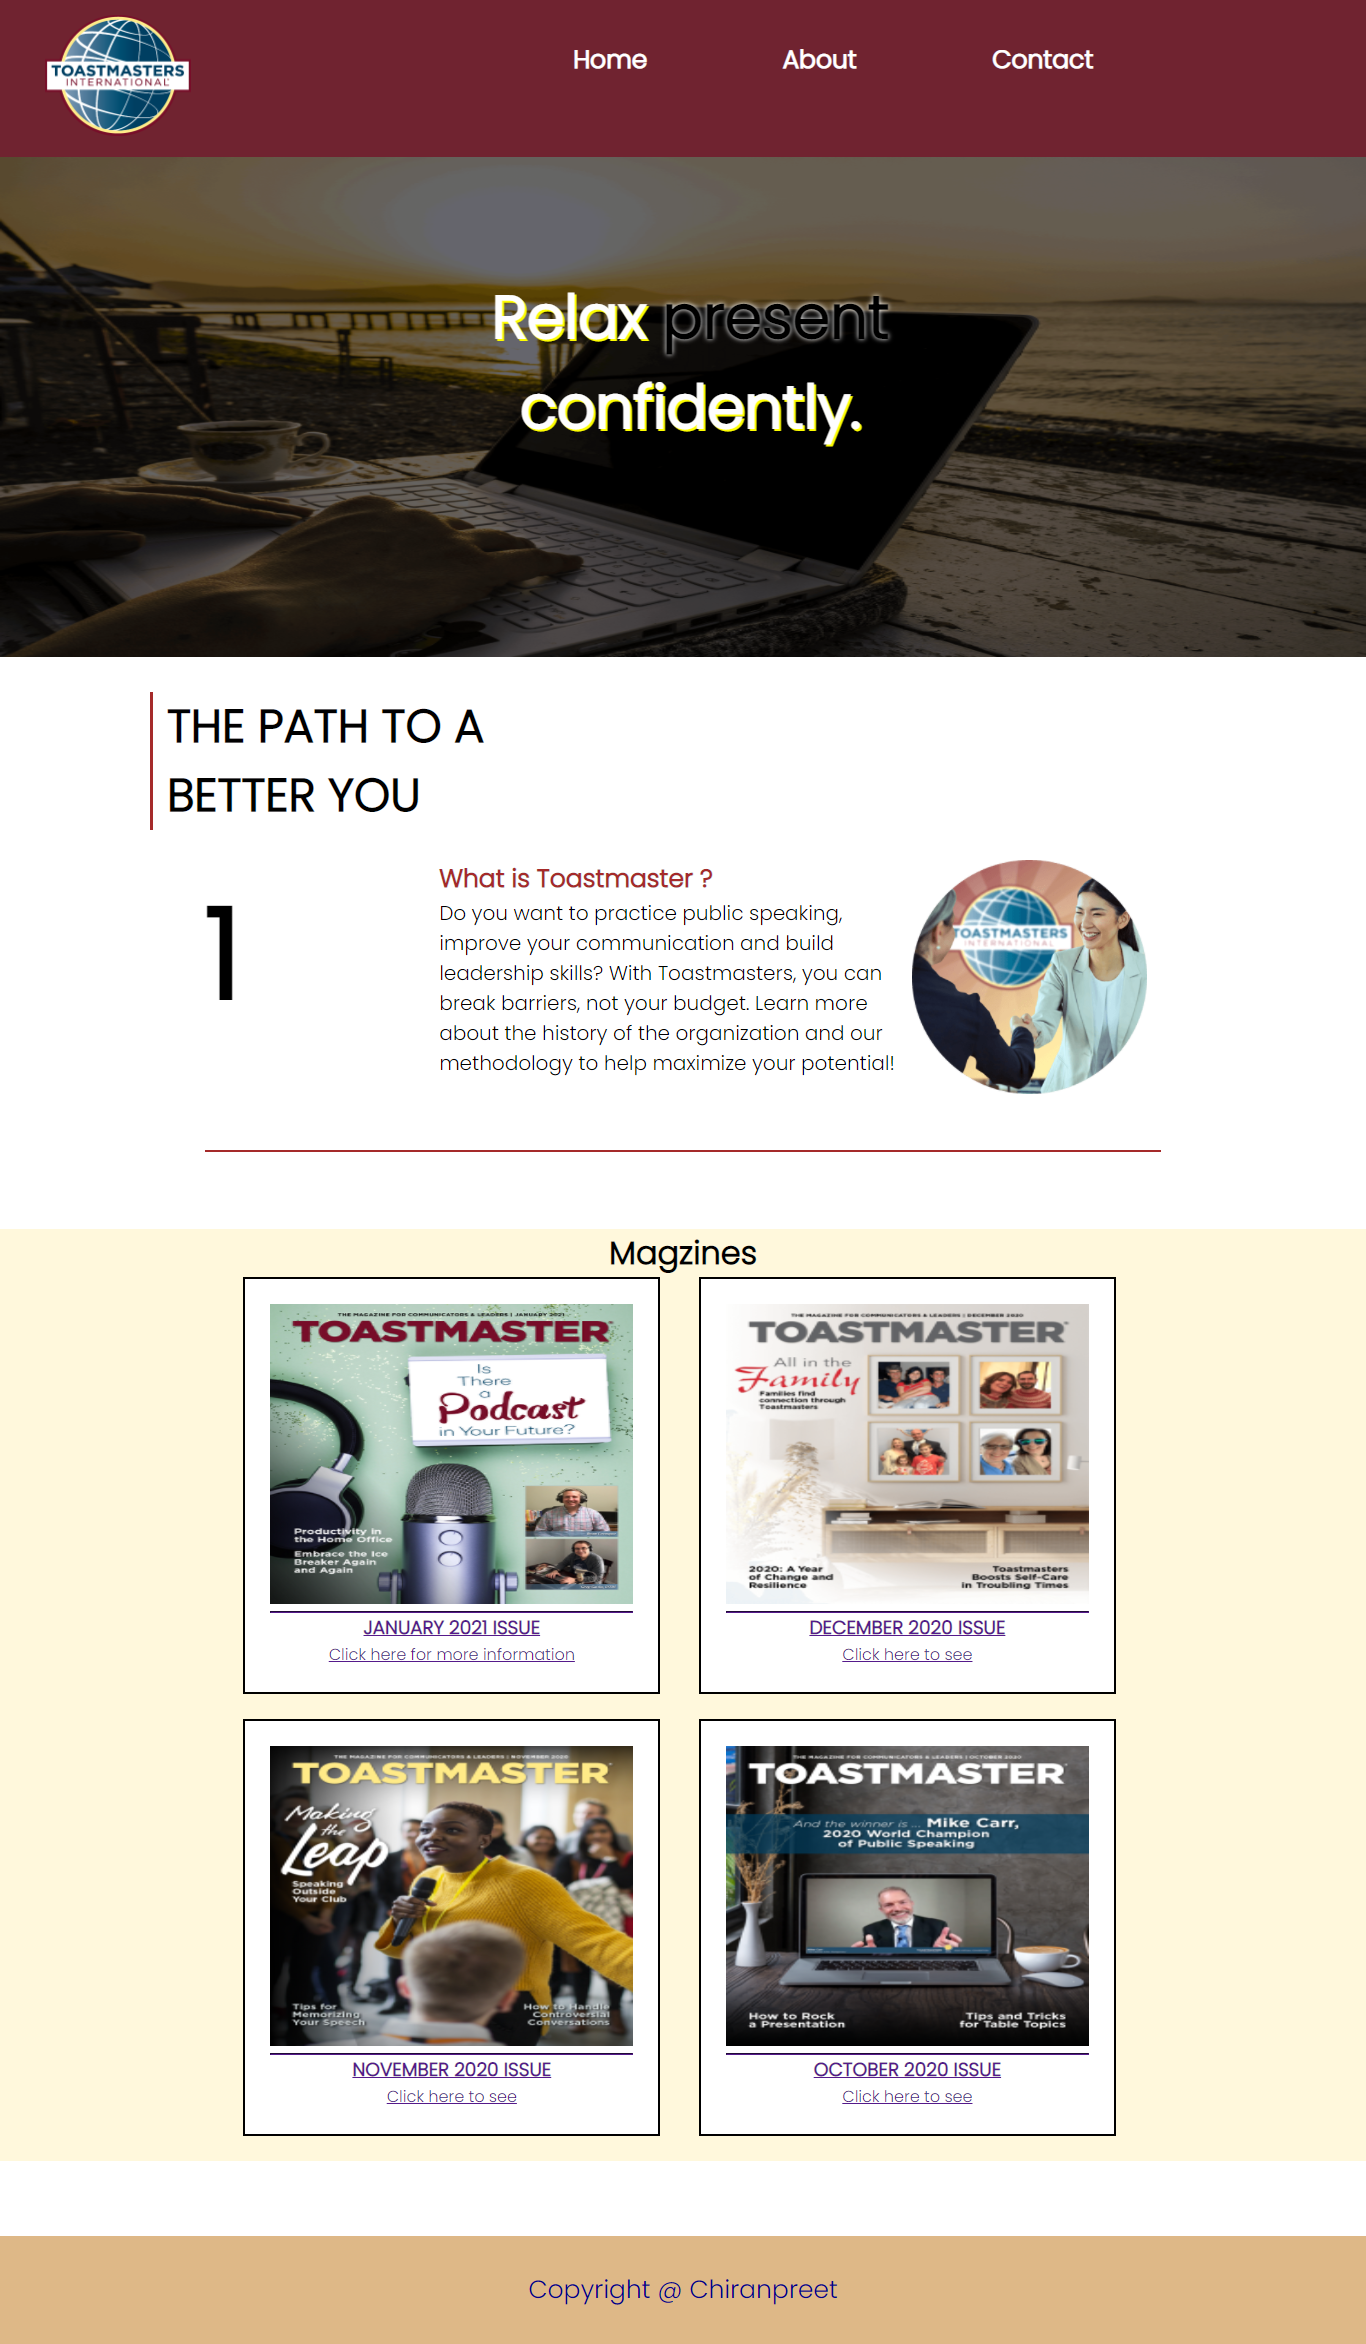 TOASTMASTERS
INTERNATIONAL
Home
About
Contact
Relax present
confidently.
THE PATH TO A
BETTER YOU
1
What is Toastmaster ?
Do you want to practice public speaking,
improve your communication and build
leadership skills? With Toastmasters, you can
break barriers, not your budget. Learn more
about the history of the organization and our
methodology to help maximize your potential!
TOASTMASTERS
INTERNATIONAL
Magzines
THE MAGAZINE FOR COMMUNICATORS & LEADERS | JANUARY 2021
TOASTMASTER
Is
There
a
Podcast
in Your Future?
Productivity in
the Home Office
Embrace the Ice
Breaker Again
and Again
JANUARY 2021 ISSUE
Click here for more information
THE MAGAZINE FOR COMMUNICATORS & LEADERS | DECEMBER 2020
TOASTMASTER
All in the
Family
Families find
connection through
Toastmasters
2020: A Year
of Change and
Resilience
Toastmasters
Boosts Self-Care
in Troubling Times
DECEMBER 2020 ISSUE
Click here to see
THE MAGAZINE FOR COMMUNICATORS & LEADERS | NOVEMBER 2020
TOASTMASTER
Making
the
Leap
Speaking
Outside
Your Club
Tips for
Memorizing
Your Speech
How to Handle
Controversial
Conversations
NOVEMBER 2020 ISSUE
Click here to see
THE MAGAZINE FOR COMMUNICATORS & LEADERS | OCTOBER 2020
TOASTMASTER
And the winner is ... Mike Carr,
2020 World Champion
of Public Speaking
How to Rock
a Presentation
Tips and Tricks
for Table Topics
OCTOBER 2020 ISSUE
Click here to see
Copyright @ Chiranpreet